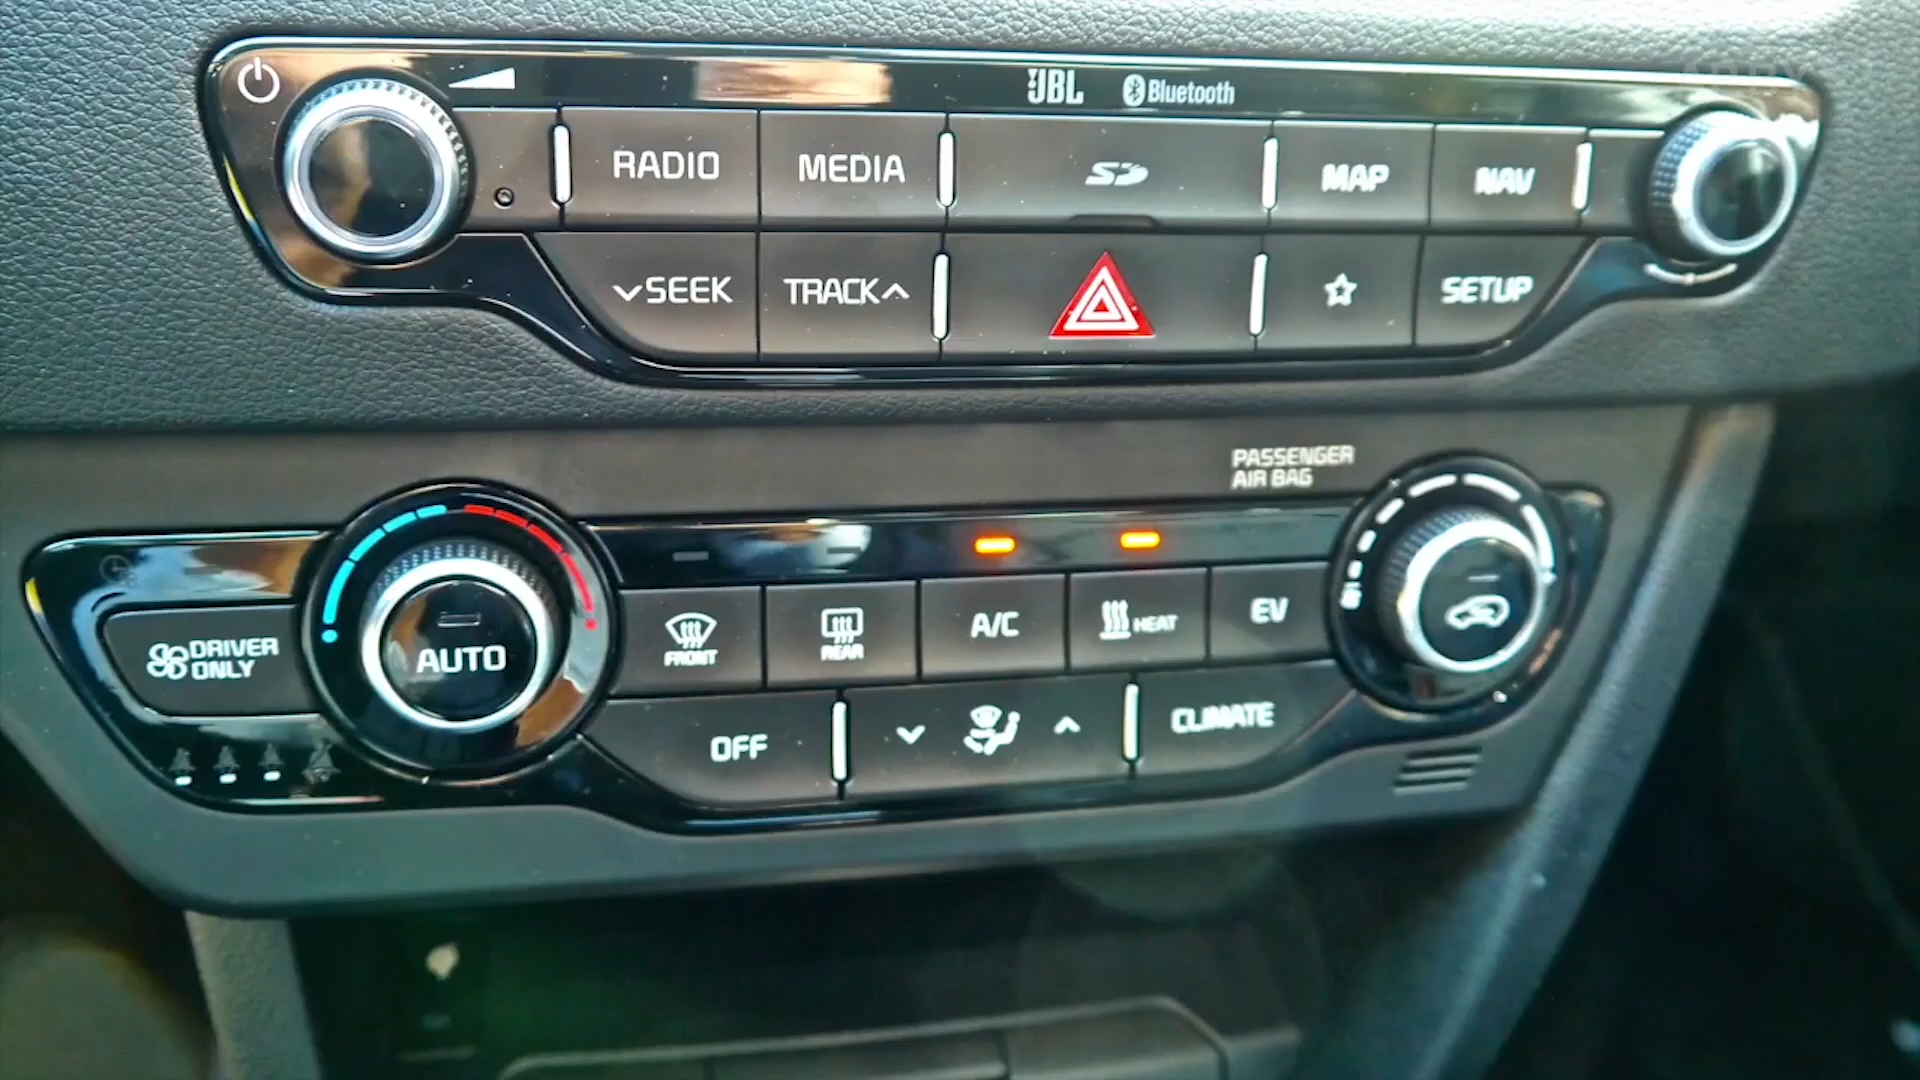 JBL Bluetooth
RADIO MEDIA SD MAP NAV
SEEK TRACK SETUP
PASSENGER
AIR BAG
DRIVER
ONLY
AUTO
FRONT
REAR
A/C
HEAT
EV
OFF CLIMATE